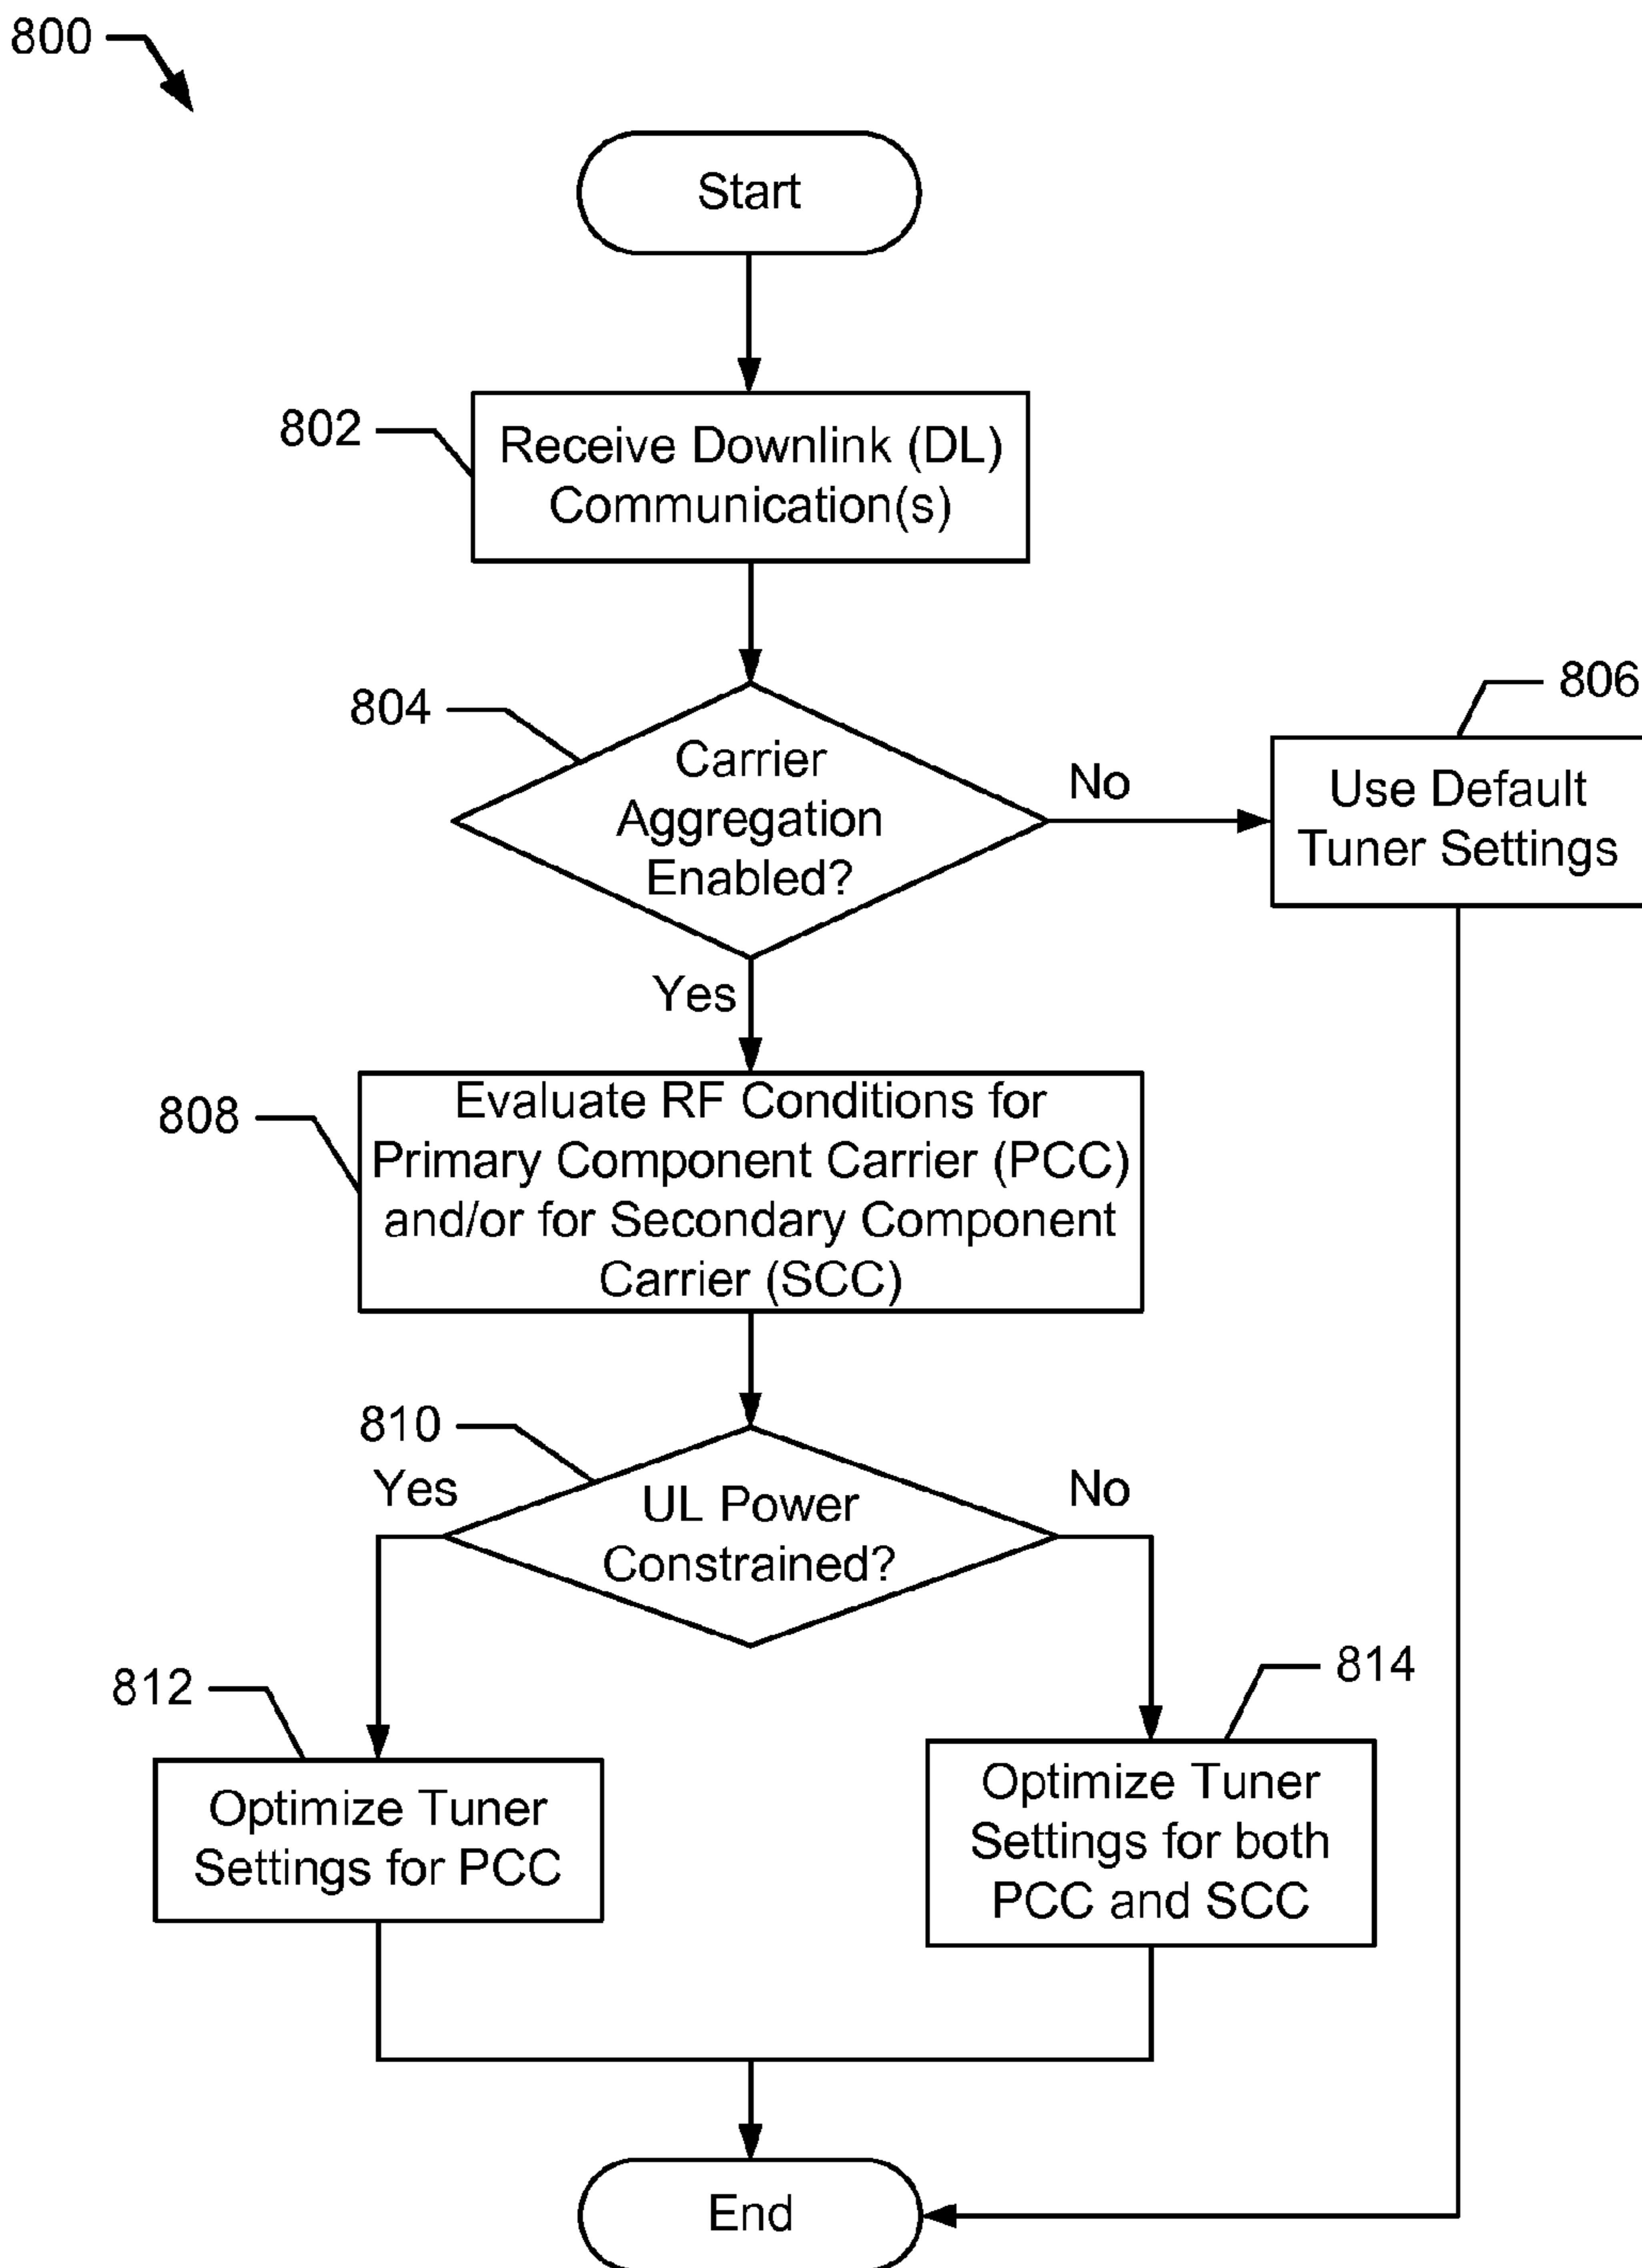 800
Start
802
Receive Downlink (DL)
Communication(s)
804
Carrier
Aggregation
Enabled?
No
806
Use Default
Tuner Settings
Yes
808
Evaluate RF Conditions for
Primary Component Carrier (PCC)
and/or for Secondary Component
Carrier (SCC)
810
Yes
UL Power
Constrained?
No
812
Optimize Tuner
Settings for PCC
814
Optimize Tuner
Settings for both
PCC and SCC
End